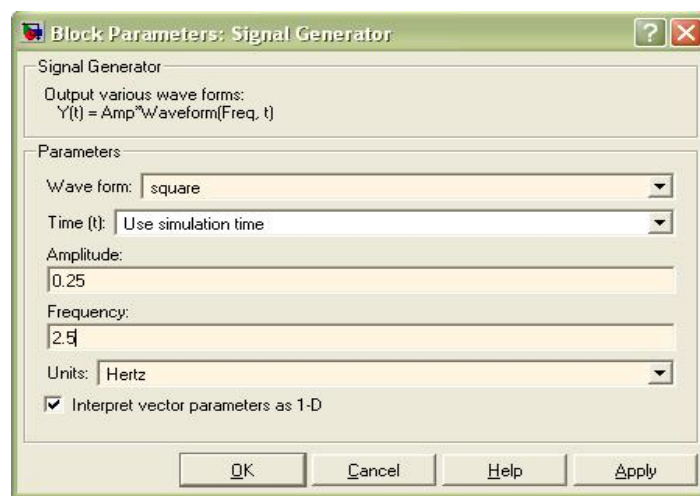 Block Parameters: Signal Generator
Signal Generator
Output various wave forms:
Y(t) = Amp*Waveform(Freq, t)
Parameters
Wave form: square
Time (t): Use simulation time
Amplitude:
0.25
Frequency:
2.5
Units: Hertz
Interpret vector parameters as 1-D
OK Cancel Help Apply